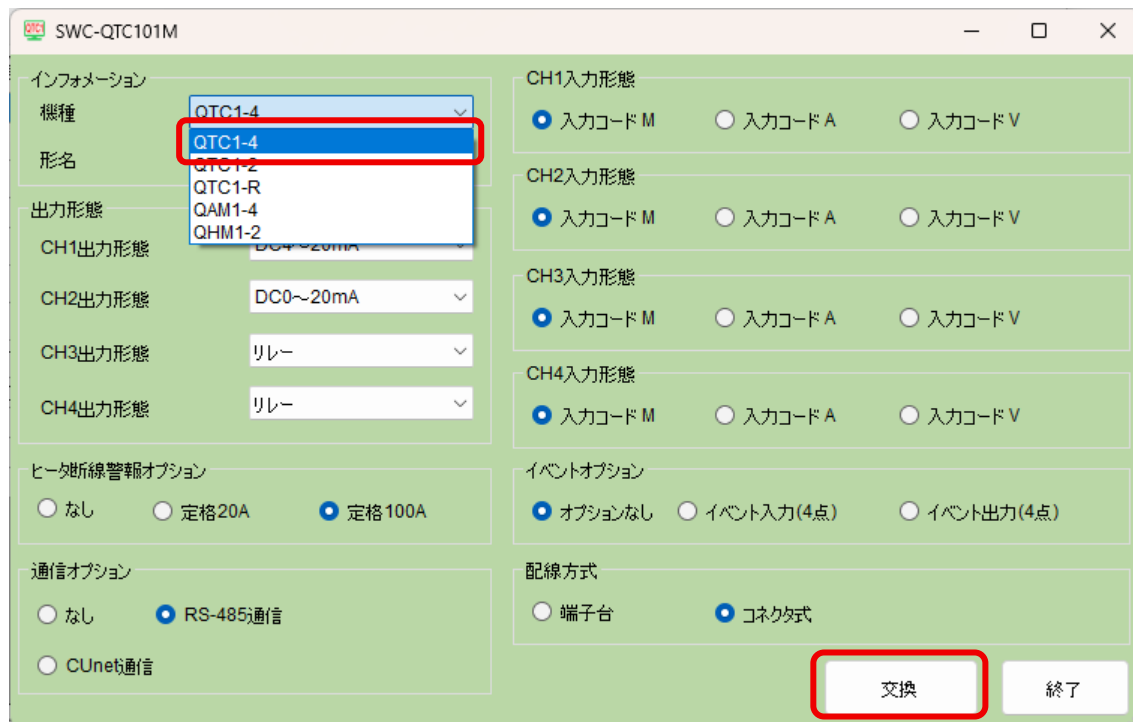 SWC-QTC101M
インフォメーション
機種
QTC1-4
QTC1-4
QTC1-2
QTC1-R
QAM1-4
QHM1-2
形名
出力形態
CH1出力形態
DC4～20mA
CH2出力形態
DC0～20mA
CH3出力形態
リレー
CH4出力形態
リレー
ヒータ断線警報オプション
なし 定格20A 定格100A
通信オプション
なし RS-485通信
CUnet通信
CH1入力形態
入力コード M 入力コード A 入力コード V
CH2入力形態
入力コード M 入力コード A 入力コード V
CH3入力形態
入力コード M 入力コード A 入力コード V
CH4入力形態
入力コード M 入力コード A 入力コード V
イベントオプション
オプションなし イベント入力(4点) イベント出力(4点)
配線方式
端子台 コネクタ式
交換 終了